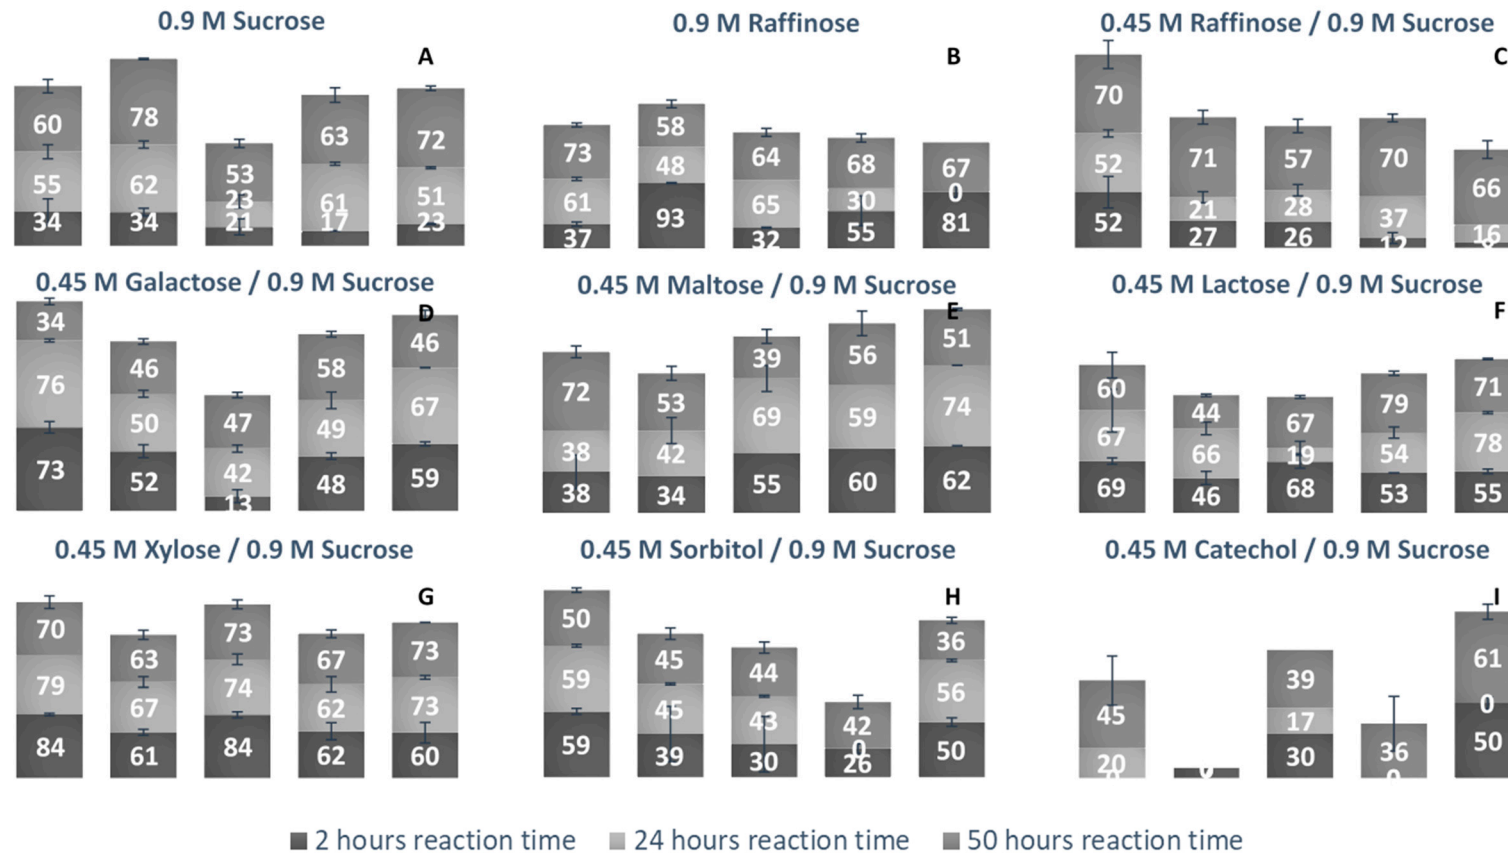 0.9 M Sucrose
A
60 78 53 63 72
55 62 23 61 51
34 34 21 17 23
0.9 M Raffinose
B
73 58 64 68 67
61 48 65 30 0
37 93 32 55 81
0.45 M Raffinose / 0.9 M Sucrose
C
70 71 57 70 66
52 21 28 37 16
52 27 26 12
0.45 M Galactose / 0.9 M Sucrose
D
34 46 47 58 46
76 50 42 49 67
73 52 13 48 59
0.45 M Maltose / 0.9 M Sucrose
E
72 53 39 56 51
38 42 69 59 74
38 34 55 60 62
0.45 M Lactose / 0.9 M Sucrose
F
60 44 67 79 71
67 66 19 54 78
69 46 68 53 55
0.45 M Xylose / 0.9 M Sucrose
G
70 63 73 67 73
79 67 74 62 73
84 61 84 62 60
0.45 M Sorbitol / 0.9 M Sucrose
H
50 45 44 42 36
59 45 43 0 56
59 39 30 26 50
0.45 M Catechol / 0.9 M Sucrose
I
45 39 36 61
20 17 0
0 0 30 0 50
2 hours reaction time 24 hours reaction time 50 hours reaction time